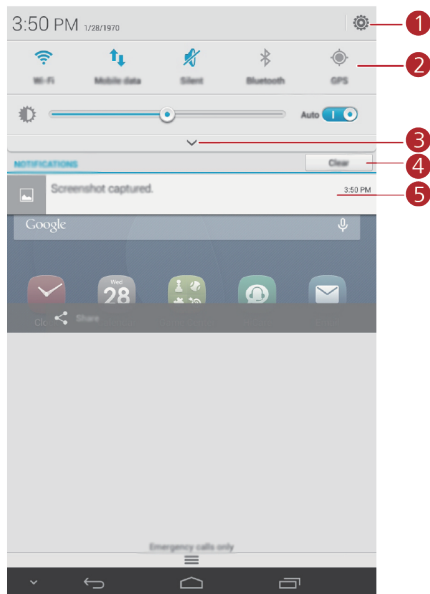 3:50 PM 1/28/1970
1
2
Wi-Fi Mobile data Silent Bluetooth GPS
Auto
3
NOTIFICATIONS Clear
4
Screenshot captured. 3:50 PM
5
Google
Wed
28
Share
Emergency calls only